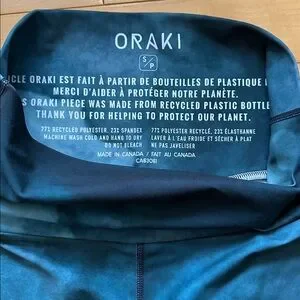 ORAKI
S/P
ICLE ORAKI EST FAIT À PARTIR DE BOUTEILLES DE PLASTIQUE
MERCI D'AIDER À PROTÉGER NOTRE PLANÈTE.
S ORAKI PIECE WAS MADE FROM RECYCLED PLASTIC BOTTLE
THANK YOU FOR HELPING TO PROTECT OUR PLANET.
77% RECYCLED POLYESTER, 23% SPANDEX
MACHINE WASH COLD AND HANG TO DRY
DO NOT BLEACH
77% POLYESTER RECYCLÉ, 23% ÉLASTHANNE
LAVER À L'EAU FROIDE ET SÉCHER À PLAT
NE PAS JAVELISER
MADE IN CANADA / FAIT AU CANADA